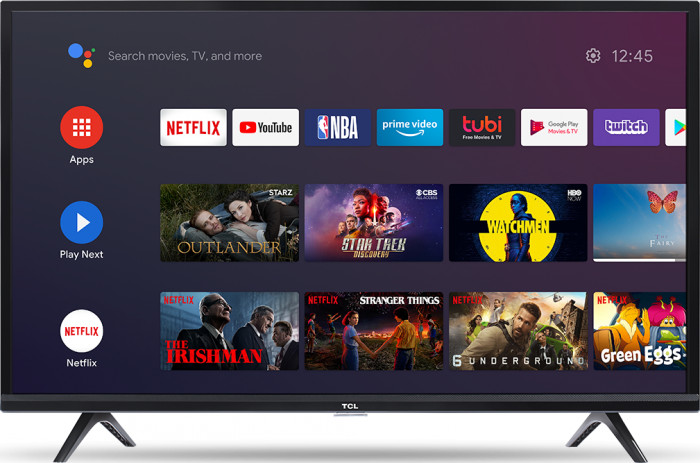 Search movies, TV, and more
12:45
Apps
NETFLIX
YouTube
NBA
prime video
tubi
Free Movies & TV
Google Play
Movies & TV
twitch
Play Next
STARZ
OUTLANDER
CBS
ALL ACCESS
STAR TREK
DISCOVERY
HBO
NOW
WATCHMEN
THE
FAIRY
NETFLIX
Netflix
NETFLIX
THE
IRISHMAN
NETFLIX
STRANGER THINGS
NETFLIX
6 UNDERGROUND
NETFLIX
Green Eggs
TCL